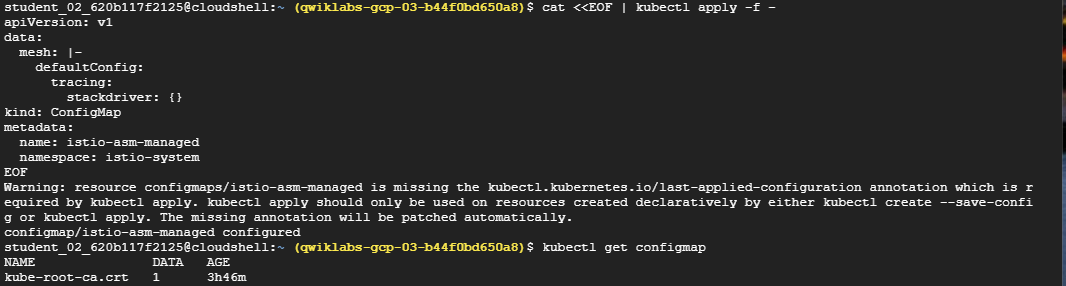 student_02_620b117f2125@cloudshell:~ (qwiklabs-gcp-03-b44f0bd650a8)$ cat <<EOF | kubectl apply -f -
apiVersion: v1
data:
  mesh: |-
    defaultConfig:
      tracing:
        stackdriver: {}
kind: ConfigMap
metadata:
  name: istio-asm-managed
  namespace: istio-system
EOF
Warning: resource configmaps/istio-asm-managed is missing the kubectl.kubernetes.io/last-applied-configuration annotation which is r
equired by kubectl apply. kubectl apply should only be used on resources created declaratively by either kubectl create --save-confi
g or kubectl apply. The missing annotation will be patched automatically.
configmap/istio-asm-managed configured
student_02_620b117f2125@cloudshell:~ (qwiklabs-gcp-03-b44f0bd650a8)$ kubectl get configmap
NAME               DATA   AGE
kube-root-ca.crt   1      3h46m